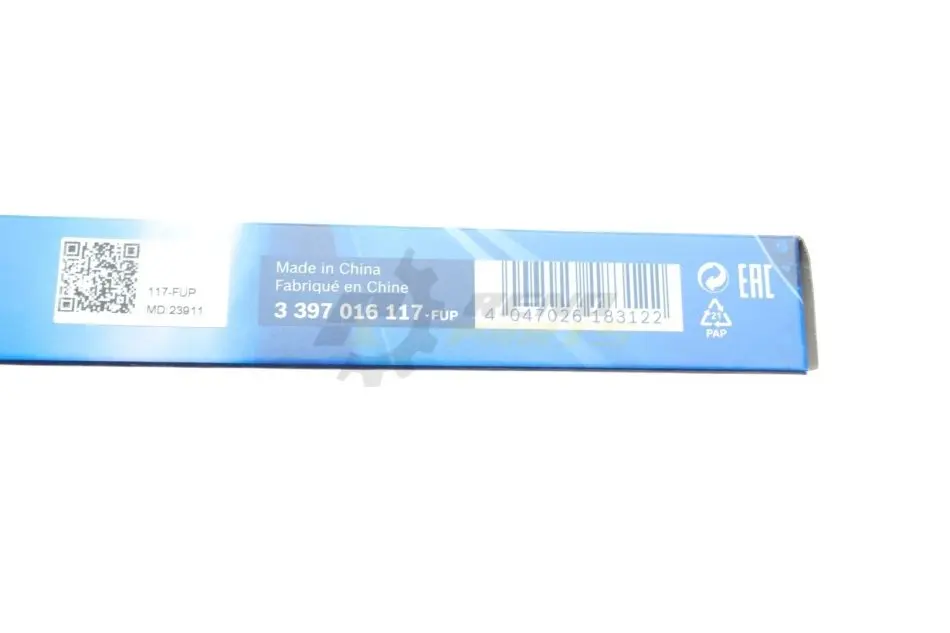 117-FUP
MD 23911
Made in China
Fabriqué en Chine
3 397 016 117-FUP
4 047026 183122
21
PAP
EAC